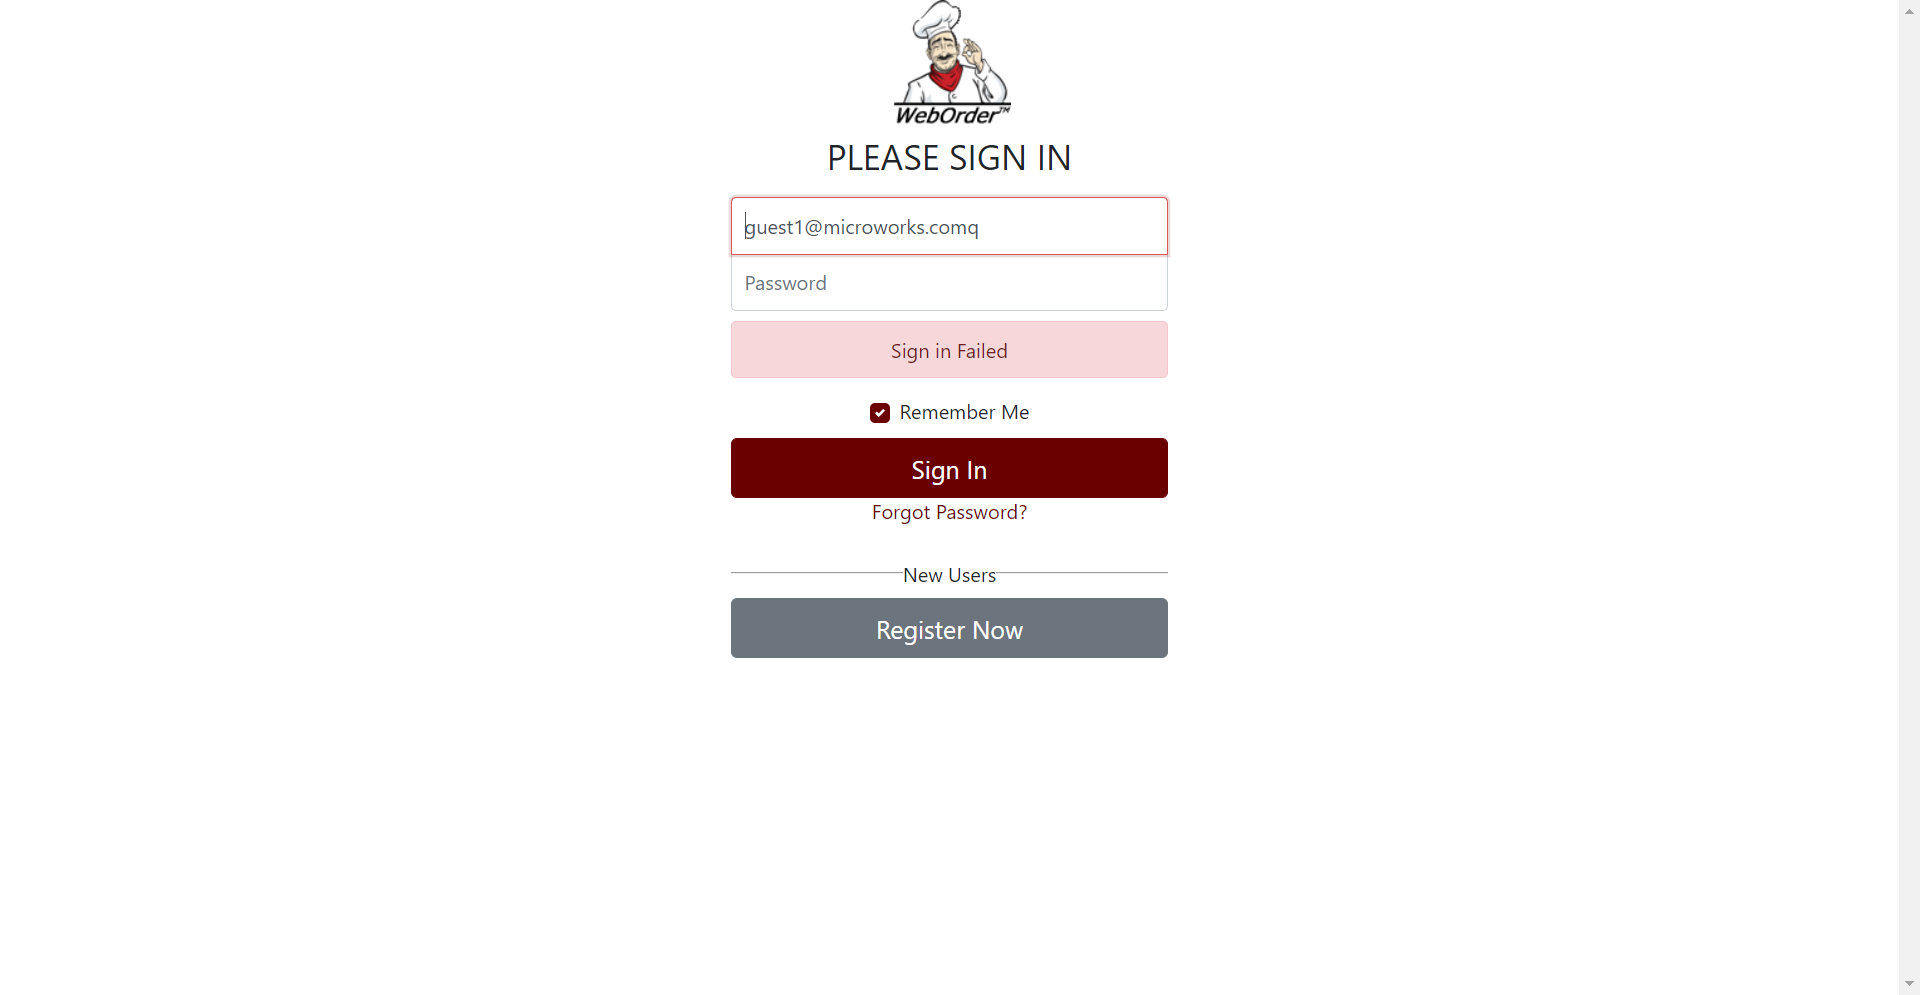 WebOrder™
PLEASE SIGN IN
guest1@microworks.comq
Password
Sign in Failed
Remember Me
Sign In
Forgot Password?
New Users
Register Now